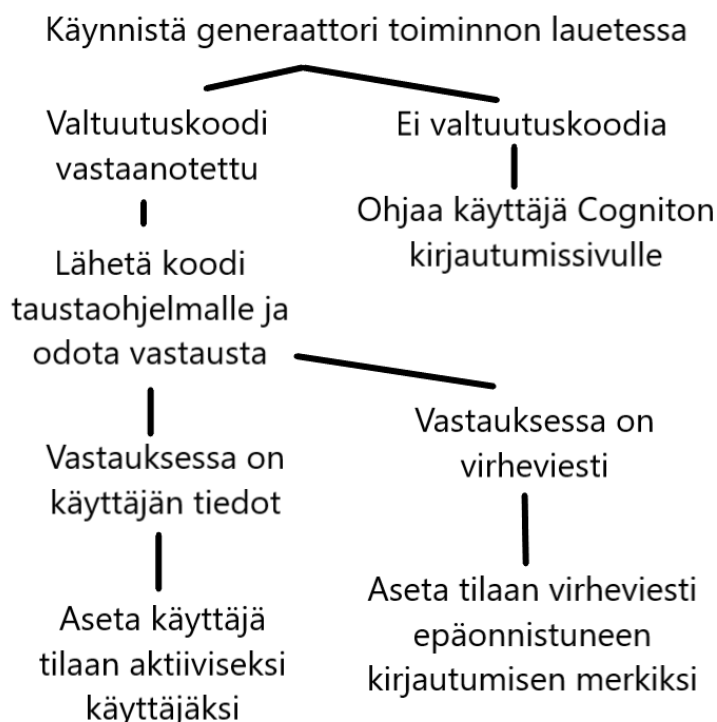 Käynnistä generaattori toiminnon lauetessa
Valtuutuskoodi
vastaanotettu
Ei valtuutuskoodia
Ohjaa käyttäjä Cogniton
kirjautumissivulle
Lähetä koodi
taustaohjelmalle ja
odota vastausta
Vastauksessa on
käyttäjän tiedot
Vastauksessa on
virheviesti
Aseta käyttäjä
tilaan aktiiviseksi
käyttäjäksi
Aseta tilaan virheviesti
epäonnistuneen
kirjautumisen merkiksi